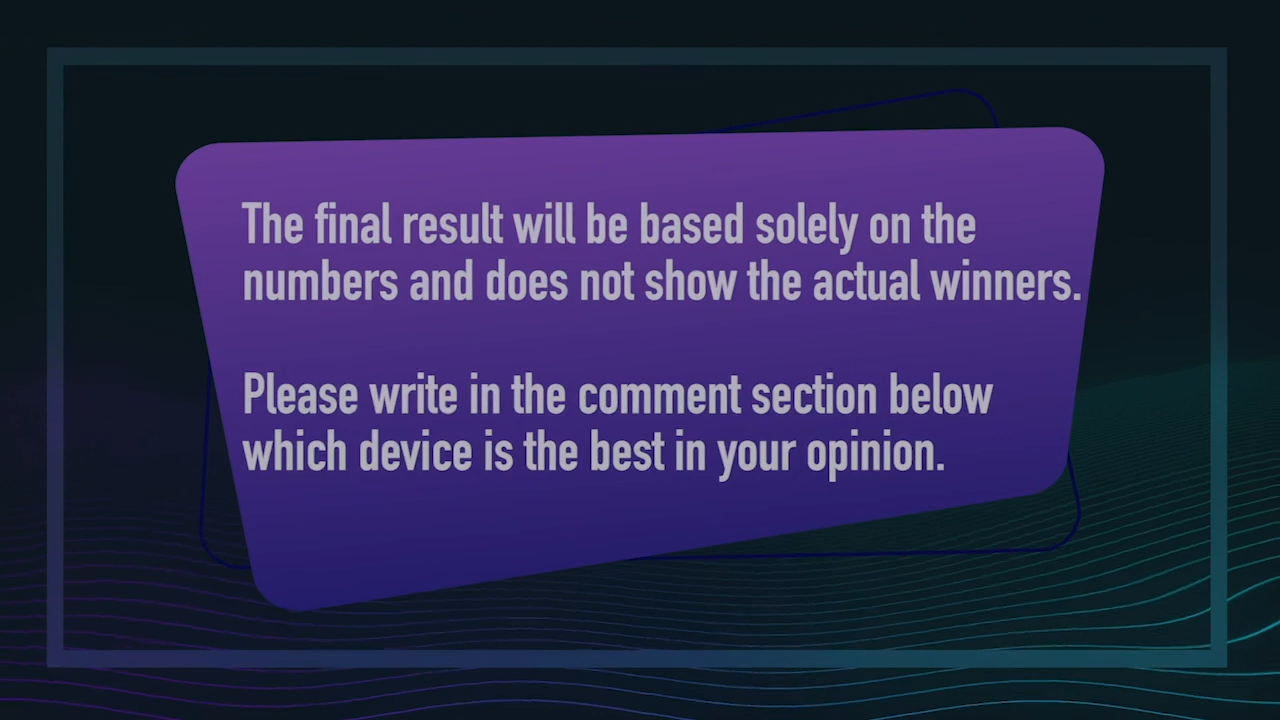 The final result will be based solely on the
numbers and does not show the actual winners.
Please write in the comment section below
which device is the best in your opinion.